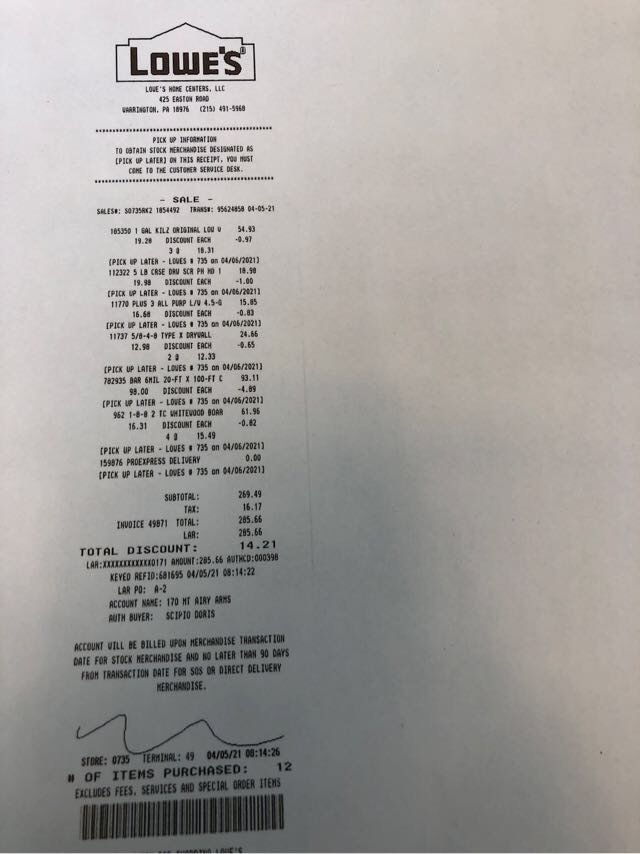 LOWE'S®
LOWE'S HOME CENTERS, LLC
425 EASTON ROAD
WARRINGTON, PA 18976 (215) 491-5968
PICK UP INFORMATION
TO OBTAIN STOCK MERCHANDISE DESIGNATED AS
[PICK UP LATER] ON THIS RECEIPT, YOU MUST
COME TO THE CUSTOMER SERVICE DESK.
- SALE -
SALES#: S0735RK2 1854492 TRANS#: 95624858 04-05-21
185350 1 GAL KILZ ORIGINAL LOW V 54.93
19.28 DISCOUNT EACH -0.97
3 @ 18.31
[PICK UP LATER - LOWES # 735 on 04/06/2021]
112322 5 LB CRSE DRW SCR PH HD 1 18.98
19.98 DISCOUNT EACH -1.00
[PICK UP LATER - LOWES # 735 on 04/06/2021]
11770 PLUS 3 ALL PURP L/W 4.5-G 15.85
16.68 DISCOUNT EACH -0.83
[PICK UP LATER - LOWES # 735 on 04/06/2021]
11737 5/8-4-8 TYPE X DRYWALL 24.66
12.98 DISCOUNT EACH -0.65
2 @ 12.33
[PICK UP LATER - LOWES # 735 on 04/06/2021]
782935 BAR 6MIL 20-FT X 100-FT C 93.11
98.00 DISCOUNT EACH -4.89
[PICK UP LATER - LOWES # 735 on 04/06/2021]
962 1-8-8 2 TC WHITEWOOD BOAR 61.96
16.31 DISCOUNT EACH -0.82
4 @ 15.49
[PICK UP LATER - LOWES # 735 on 04/06/2021]
159876 PROEXPRESS DELIVERY 0.00
[PICK UP LATER - LOWES # 735 on 04/06/2021]
SUBTOTAL: 269.49
TAX: 16.17
INVOICE 49871 TOTAL: 285.66
LAR: 285.66
TOTAL DISCOUNT: 14.21
LAR:XXXXXXXXXXXX0171 AMOUNT:285.66 AUTHCD:000398
KEYED REFID:681695 04/05/21 08:14:22
LAR PO: A-2
ACCOUNT NAME: 170 MT AIRY ARMS
AUTH BUYER: SCIPIO DORIS
ACCOUNT WILL BE BILLED UPON MERCHANDISE TRANSACTION
DATE FOR STOCK MERCHANDISE AND NO LATER THAN 90 DAYS
FROM TRANSACTION DATE FOR SOS OR DIRECT DELIVERY
MERCHANDISE.
STORE: 0735 TERMINAL: 49 04/05/21 08:14:26
# OF ITEMS PURCHASED: 12
EXCLUDES FEES, SERVICES AND SPECIAL ORDER ITEMS
FOR SHOPPING LOWE'S